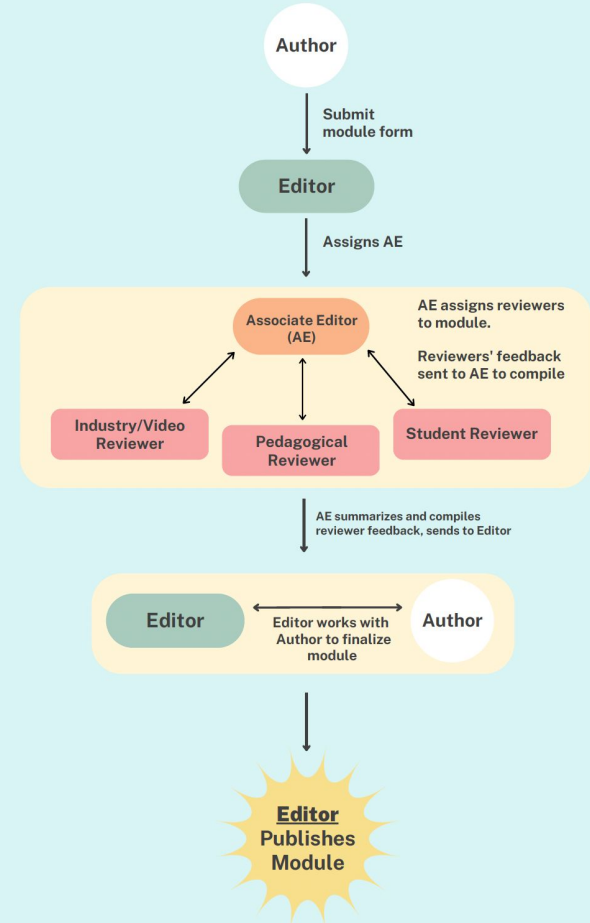 Author
Submit
module form
Editor
Assigns AE
Associate Editor
(AE)
AE assigns reviewers
to module.
Reviewers' feedback
sent to AE to compile
Industry/Video
Reviewer
Pedagogical
Reviewer
Student Reviewer
AE summarizes and compiles
reviewer feedback, sends to Editor
Editor
Editor works with
Author to finalize
module
Author
Editor
Publishes
Module